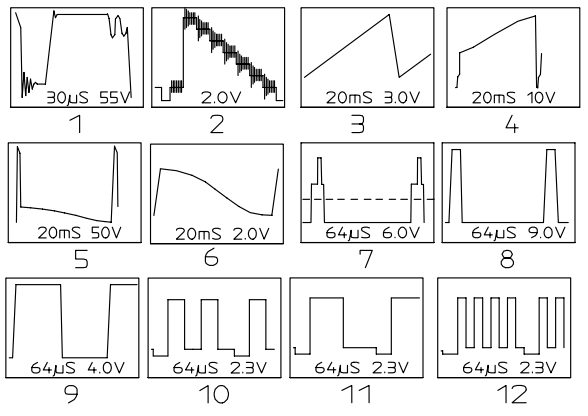 30µS 55V
2.0V
20mS 3.0V
20mS 10V
1
2
3
4
20mS 50V
20mS 2.0V
64µS 6.0V
64µS 9.0V
5
6
7
8
64µS 4.0V
64µS 2.3V
64µS 2.3V
64µS 2.3V
9
10
11
12